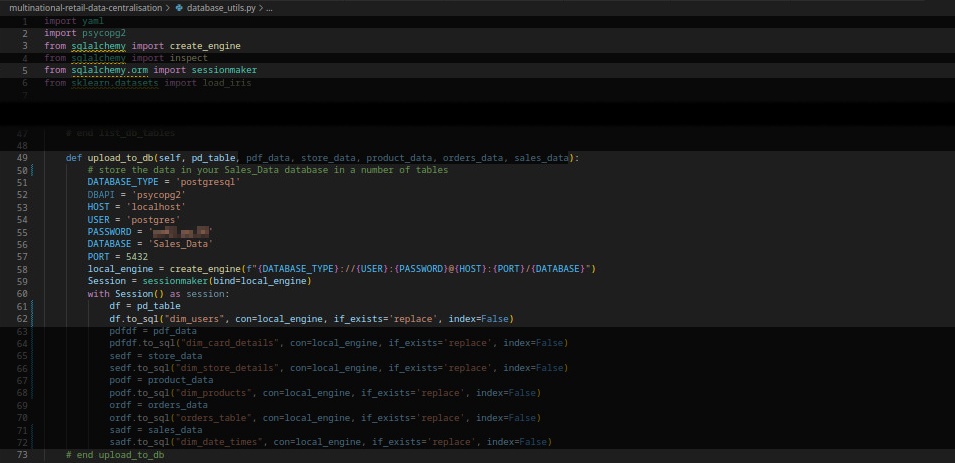 multinational-retail-data-centralisation > database_utils.py > ...
1 import yaml
2 import psycopg2
3 from sqlalchemy import create_engine
4 from sqlalchemy import inspect
5 from sqlalchemy.orm import sessionmaker
6 from sklearn.datasets import load_iris
7
47 # end list_db_tables
48
49 def upload_to_db(self, pd_table, pdf_data, store_data, product_data, orders_data, sales_data):
50 # store the data in your Sales_Data database in a number of tables
51 DATABASE_TYPE = 'postgresql'
52 DBAPI = 'psycopg2'
53 HOST = 'localhost'
54 USER = 'postgres'
55 PASSWORD = ' '
56 DATABASE = 'Sales_Data'
57 PORT = 5432
58 local_engine = create_engine(f"{DATABASE_TYPE}://{USER}:{PASSWORD}@{HOST}:{PORT}/{DATABASE}")
59 Session = sessionmaker(bind=local_engine)
60 with Session() as session:
61 df = pd_table
62 df.to_sql("dim_users", con=local_engine, if_exists='replace', index=False)
63 pdfdf = pdf_data
64 pdfdf.to_sql("dim_card_details", con=local_engine, if_exists='replace', index=False)
65 sedf = store_data
66 sedf.to_sql("dim_store_details", con=local_engine, if_exists='replace', index=False)
67 podf = product_data
68 podf.to_sql("dim_products", con=local_engine, if_exists='replace', index=False)
69 ordf = orders_data
70 ordf.to_sql("orders_table", con=local_engine, if_exists='replace', index=False)
71 sadf = sales_data
72 sadf.to_sql("dim_date_times", con=local_engine, if_exists='replace', index=False)
73 # end upload_to_db